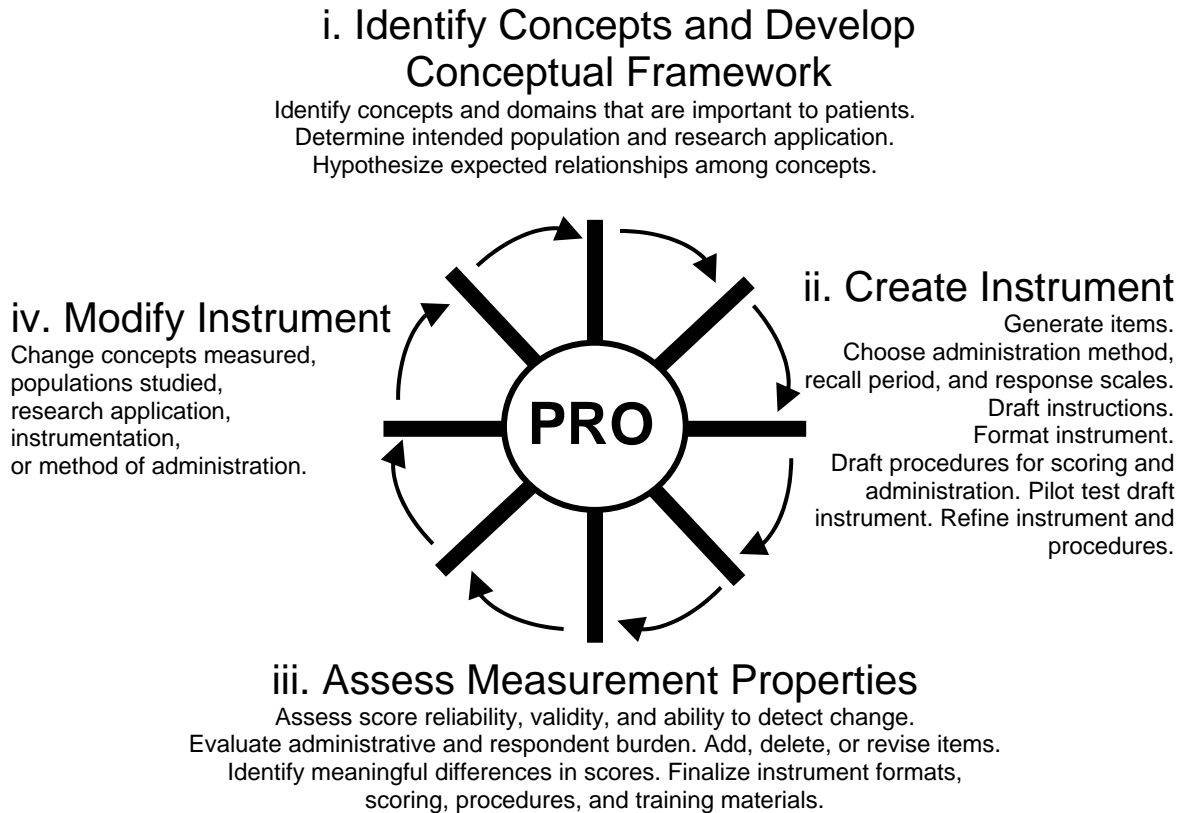 i. Identify Concepts and Develop
Conceptual Framework
Identify concepts and domains that are important to patients.
Determine intended population and research application.
Hypothesize expected relationships among concepts.
ii. Create Instrument
Generate items.
Choose administration method,
recall period, and response scales.
Draft instructions.
Format instrument.
Draft procedures for scoring and
administration. Pilot test draft
instrument. Refine instrument and
procedures.
iv. Modify Instrument
Change concepts measured,
populations studied,
research application,
instrumentation,
or method of administration.
PRO
iii. Assess Measurement Properties
Assess score reliability, validity, and ability to detect change.
Evaluate administrative and respondent burden. Add, delete, or revise items.
Identify meaningful differences in scores. Finalize instrument formats,
scoring, procedures, and training materials.